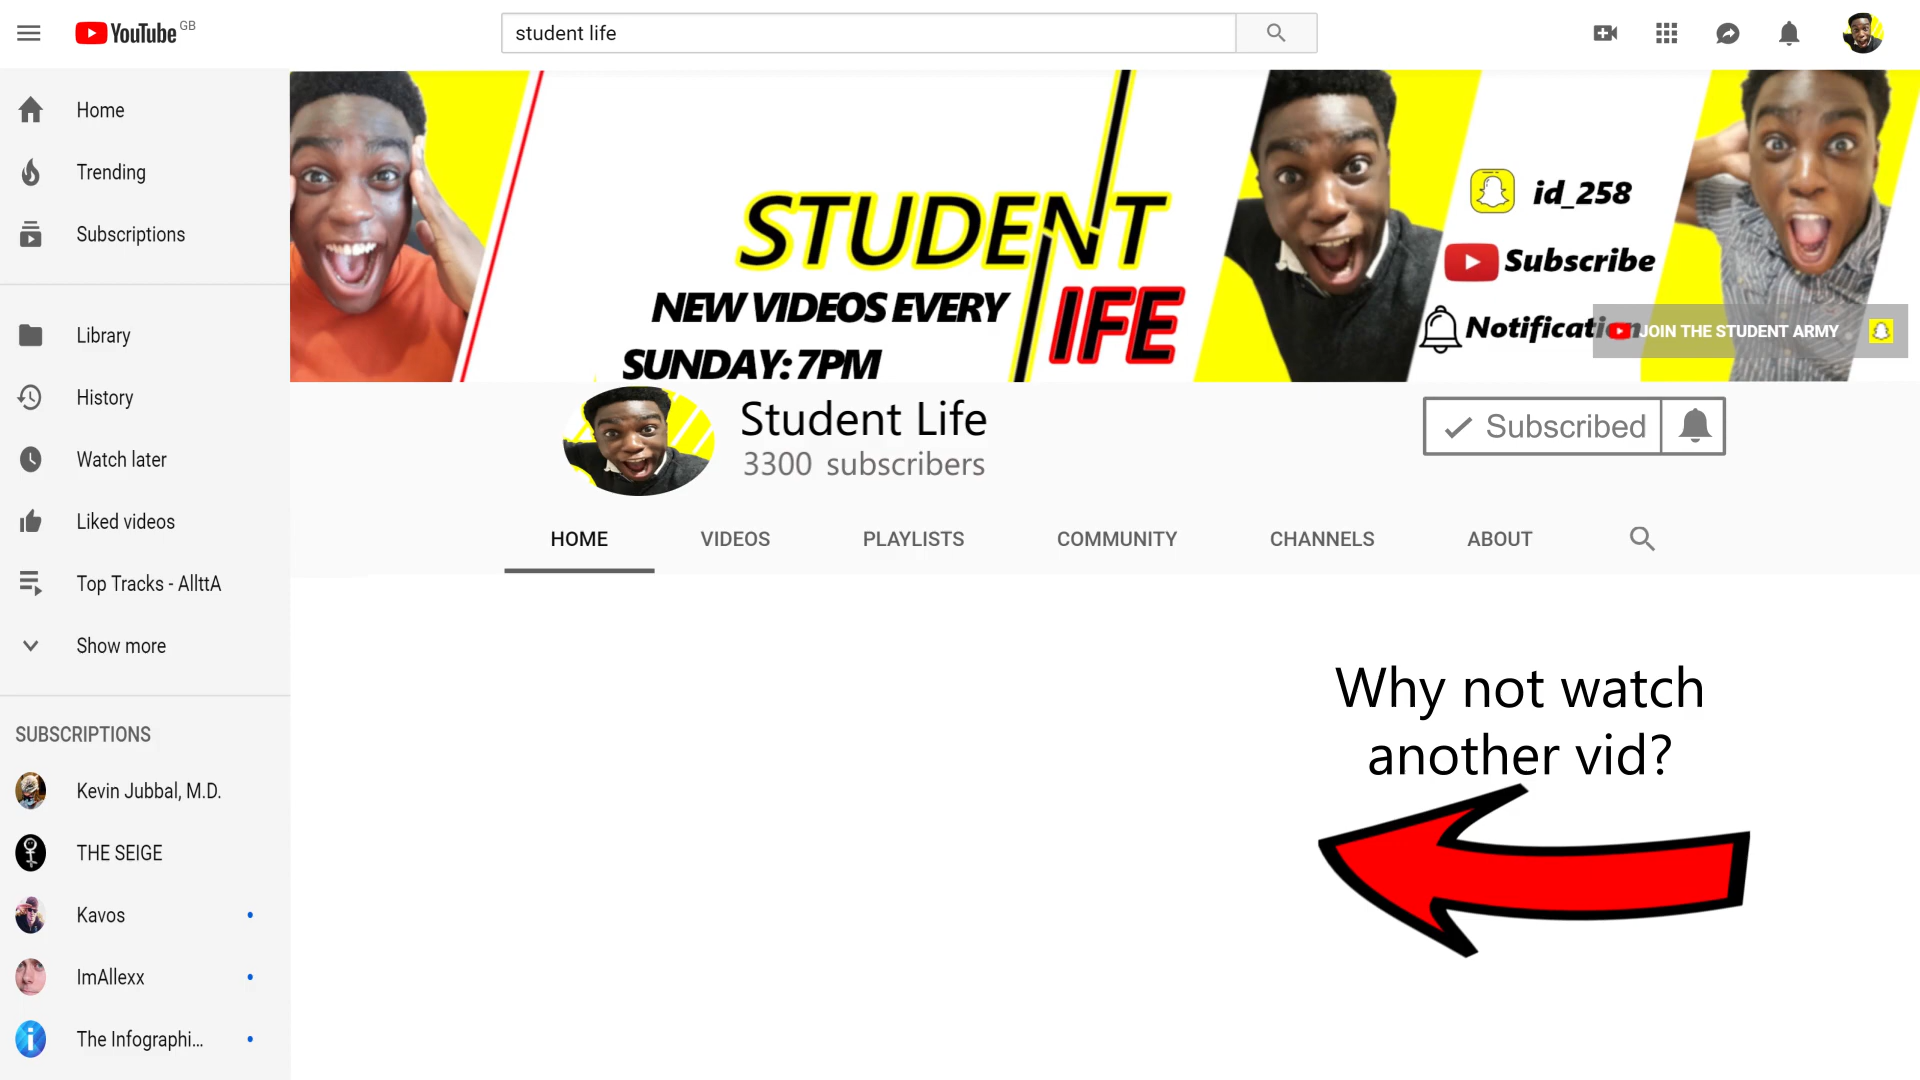 YouTube GB
student life
Home
Trending
Subscriptions
Library
History
Watch later
Liked videos
Top Tracks - AllttA
Show more
SUBSCRIPTIONS
Kevin Jubbal, M.D.
THE SEIGE
Kavos
ImAllexx
The Infographi...
STUDENT
LIFE
NEW VIDEOS EVERY
SUNDAY: 7PM
id_258
Subscribe
Notification
JOIN THE STUDENT ARMY
Student Life
3300 subscribers
Subscribed
HOME VIDEOS PLAYLISTS COMMUNITY CHANNELS ABOUT
Why not watch
another vid?